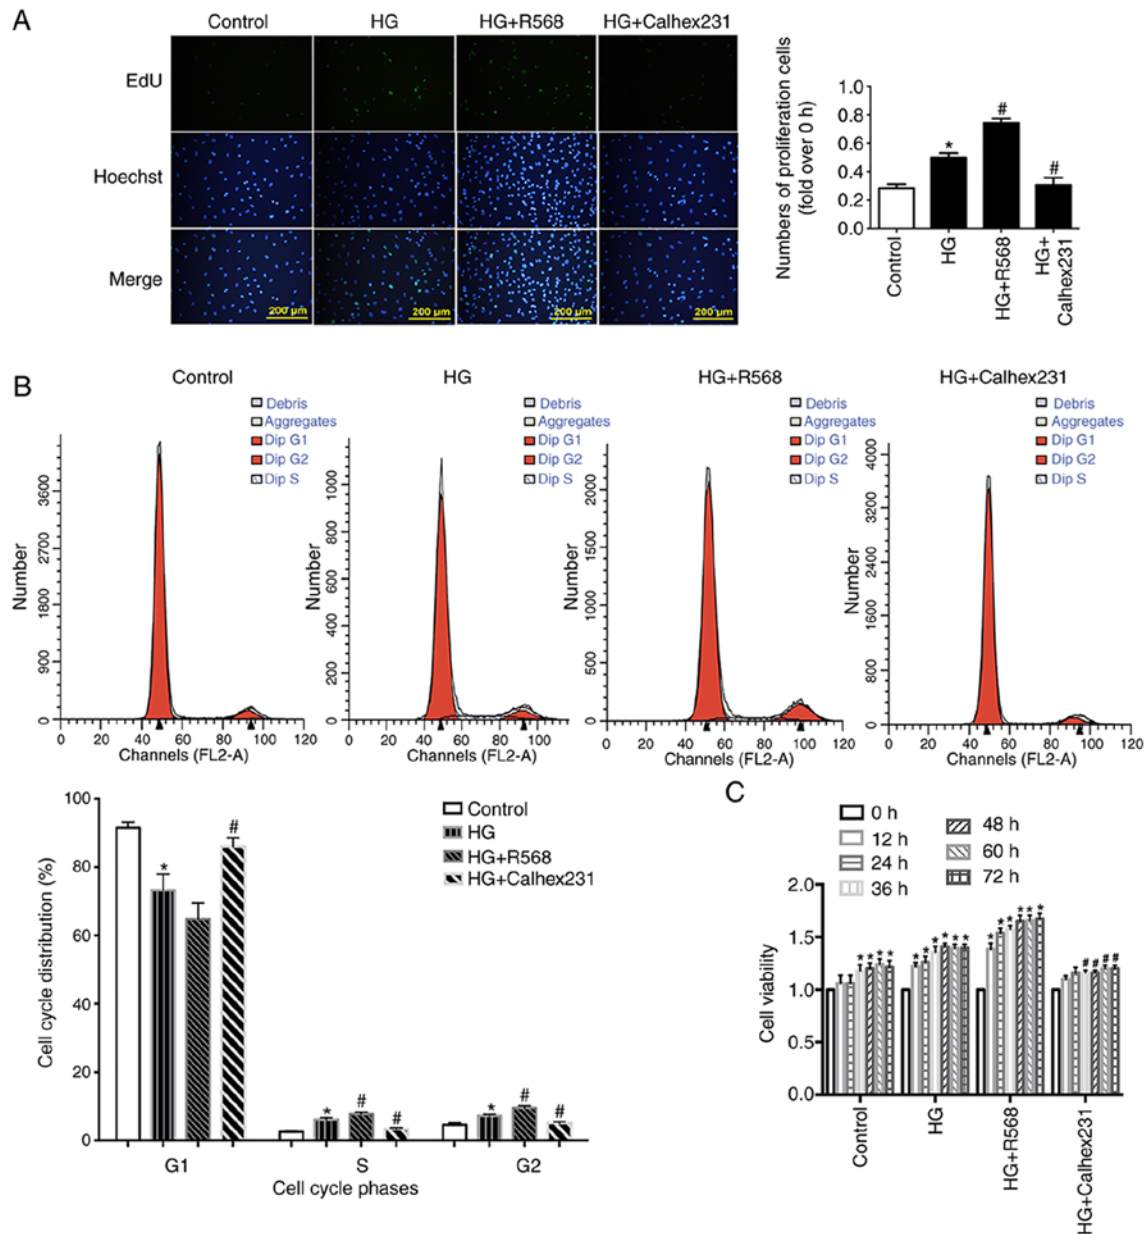 A
Control HG HG+R568 HG+Calhex231
EdU
Hoechst
Merge
200 µm 200 µm 200 µm 200 µm
Numbers of proliferation cells
(fold over 0 h)
1.0
0.8
0.6
0.4
0.2
0.0
* # #
Control
HG
HG+R568
HG+
Calhex231
B
Control HG HG+R568 HG+Calhex231
Debris
Aggregates
Dip G1
Dip G2
Dip S
Debris
Aggregates
Dip G1
Dip G2
Dip S
Debris
Aggregates
Dip G1
Dip G2
Dip S
Debris
Aggregates
Dip G1
Dip G2
Dip S
Number
0 900 1800 2700 3600
0 20 40 60 80 100 120
Channels (FL2-A)
Number
0 200 400 600 800 1000
0 20 40 60 80 100
Channels (FL2-A)
Number
0 500 1000 1500 2000
0 20 40 60 80 100 120
Channels (FL2-A)
Number
0 800 1600 2400 3200 4000
0 20 40 60 80 100 120
Channels (FL2-A)
Cell cycle distribution (%)
100
80
60
40
20
0
Control
HG
HG+R568
HG+Calhex231
* #
* # #
* # #
G1 S G2
Cell cycle phases
C
0 h
12 h
24 h
36 h
48 h
60 h
72 h
Cell viability
2.0
1.5
1.0
0.5
0.0
* * * *
* * * * * *
* * * * * *
# # # #
Control
HG
HG+R568
HG+Calhex231